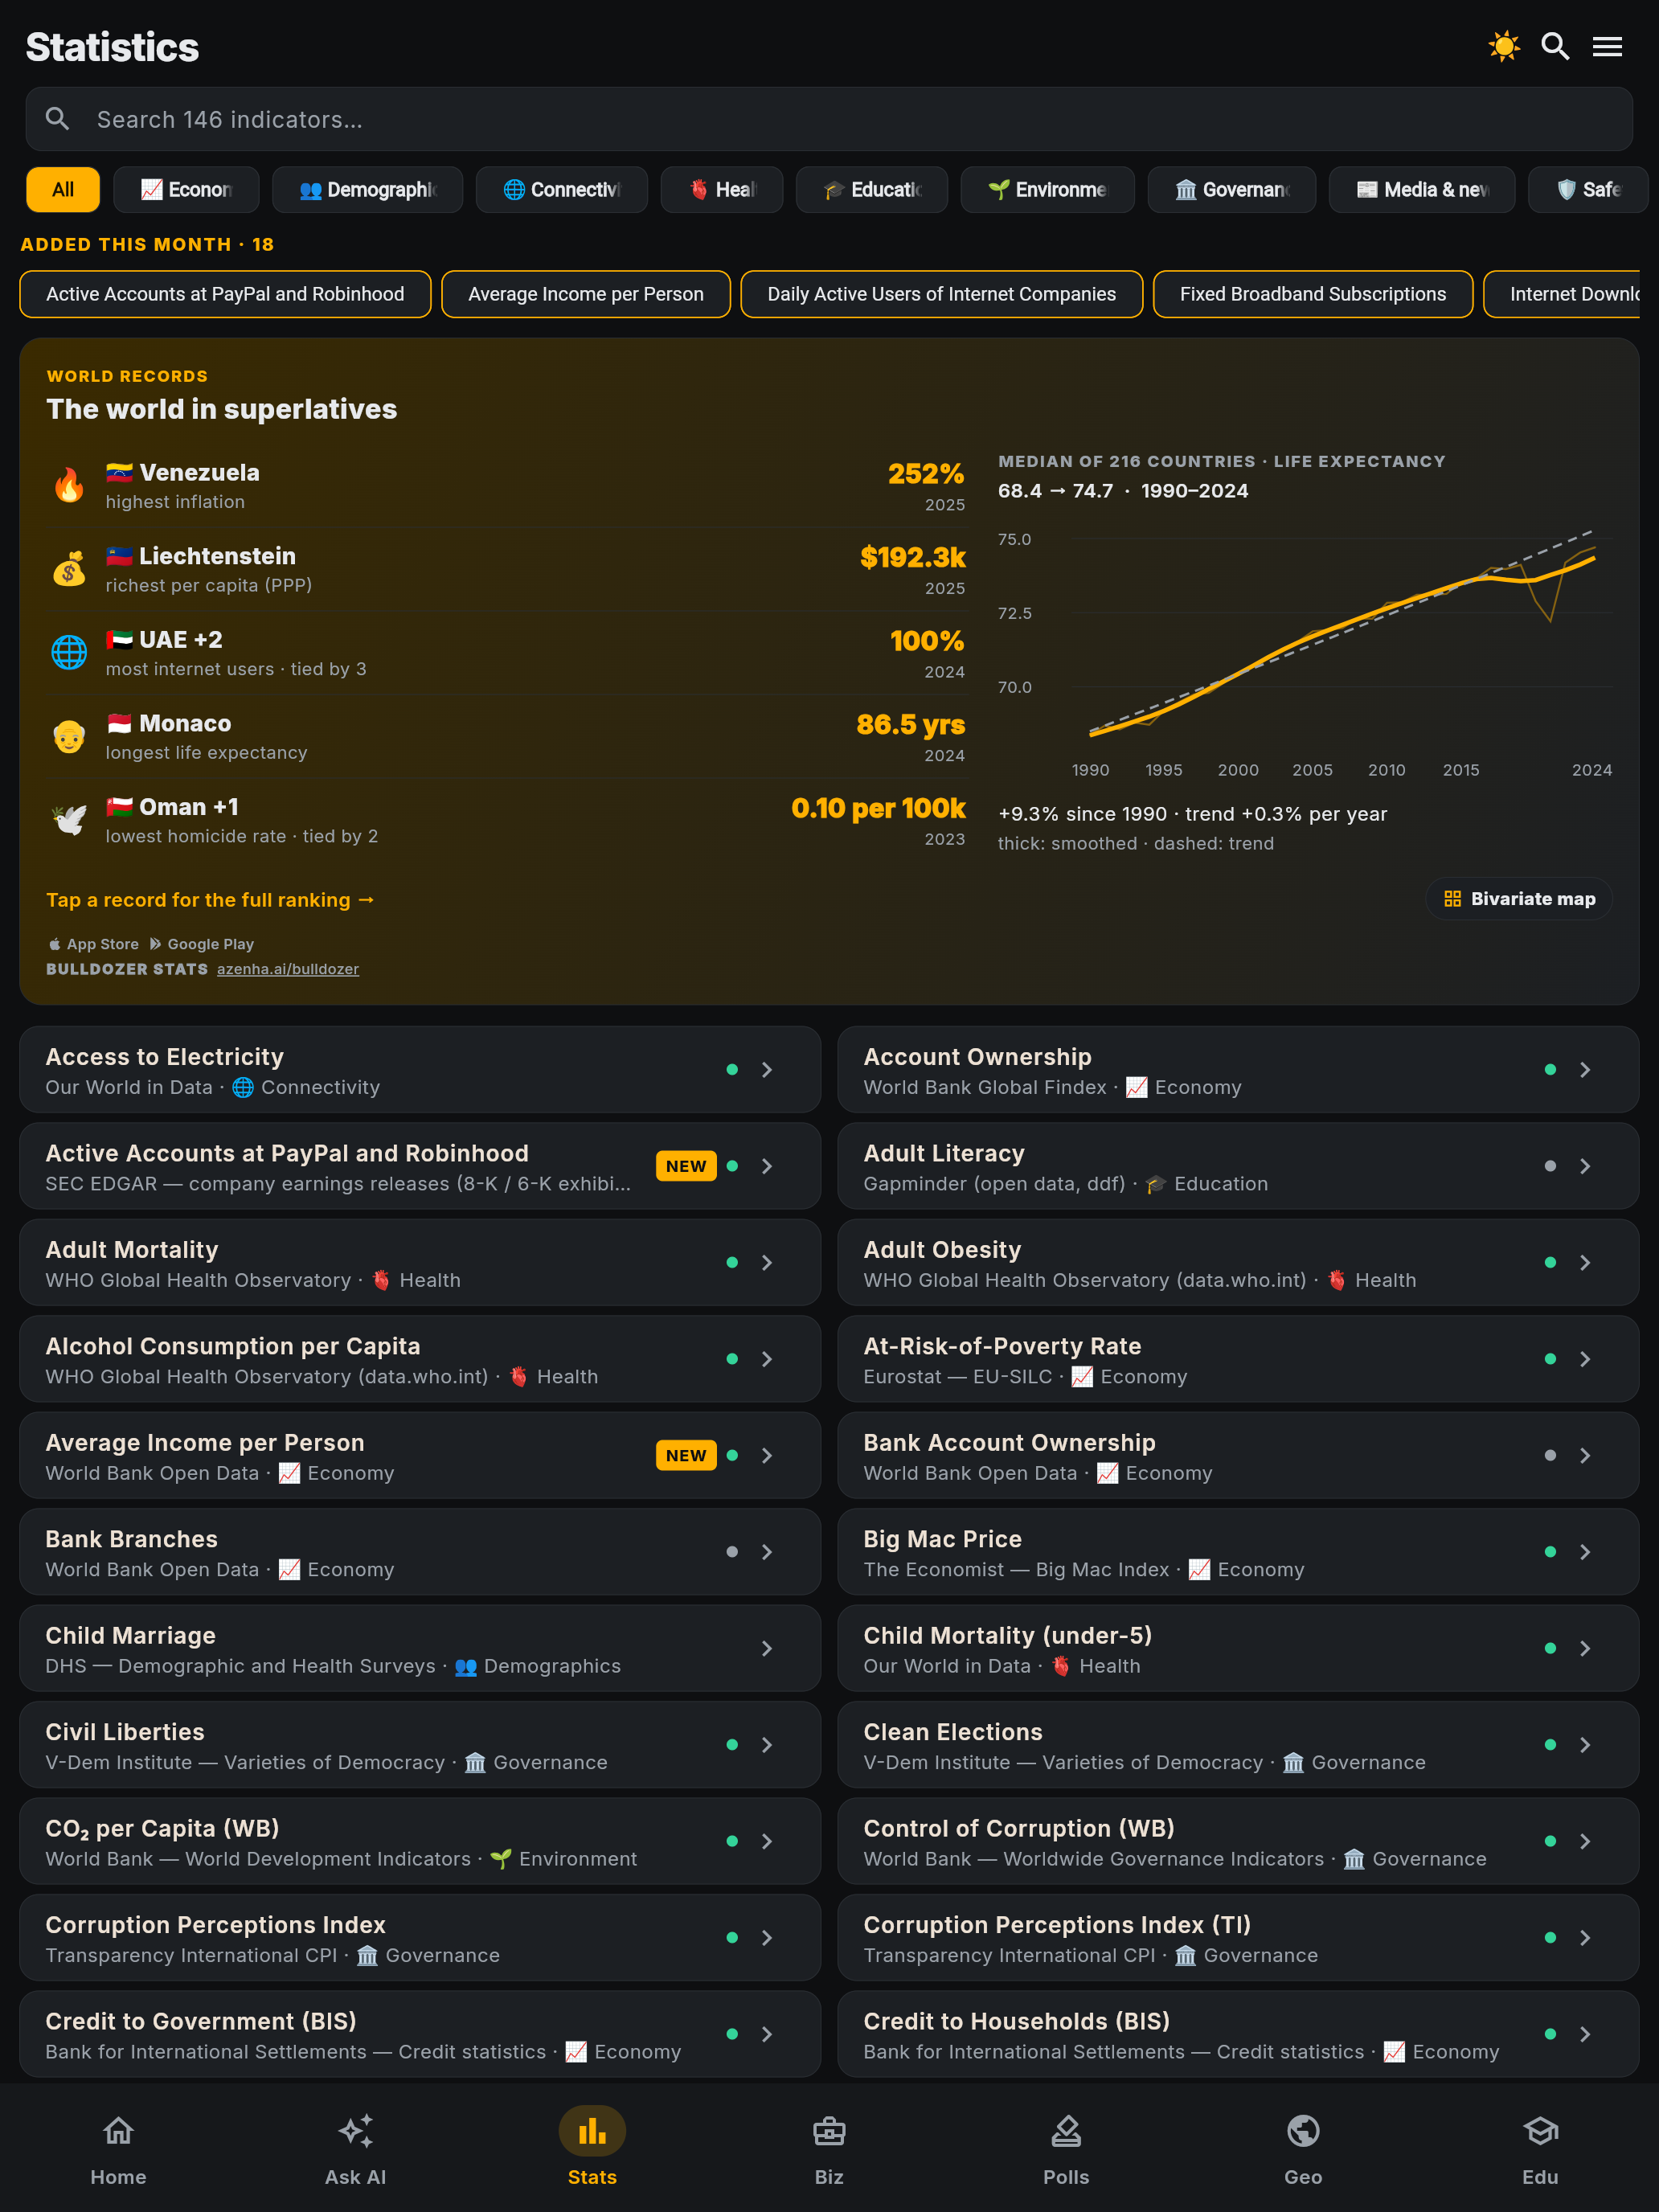 Statistics
Search 146 indicators...
All
Econom
Demographic
Connectivi
Heal
Educatio
Environme
Governanc
Media & new
Safe
ADDED THIS MONTH · 18
Active Accounts at PayPal and Robinhood
Average Income per Person
Daily Active Users of Internet Companies
Fixed Broadband Subscriptions
Internet Downlo
WORLD RECORDS
The world in superlatives
Venezuela
252%
highest inflation
2025
Liechtenstein
$192.3k
richest per capita (PPP)
2025
UAE +2
100%
most internet users · tied by 3
2024
Monaco
86.5 yrs
longest life expectancy
2024
Oman +1
0.10 per 100k
lowest homicide rate · tied by 2
2023
MEDIAN OF 216 COUNTRIES · LIFE EXPECTANCY
68.4 → 74.7 · 1990–2024
75.0
72.5
70.0
1990 1995 2000 2005 2010 2015 2024
+9.3% since 1990 · trend +0.3% per year
thick: smoothed · dashed: trend
Tap a record for the full ranking →
Bivariate map
App Store Google Play
BULLDOZER STATS azenha.ai/bulldozer
Access to Electricity
Our World in Data · Connectivity
Account Ownership
World Bank Global Findex · Economy
Active Accounts at PayPal and Robinhood
SEC EDGAR — company earnings releases (8-K / 6-K exhibi...
NEW
Adult Literacy
Gapminder (open data, ddf) · Education
Adult Mortality
WHO Global Health Observatory · Health
Adult Obesity
WHO Global Health Observatory (data.who.int) · Health
Alcohol Consumption per Capita
WHO Global Health Observatory (data.who.int) · Health
At-Risk-of-Poverty Rate
Eurostat — EU-SILC · Economy
Average Income per Person
World Bank Open Data · Economy
NEW
Bank Account Ownership
World Bank Open Data · Economy
Bank Branches
World Bank Open Data · Economy
Big Mac Price
The Economist — Big Mac Index · Economy
Child Marriage
DHS — Demographic and Health Surveys · Demographics
Child Mortality (under-5)
Our World in Data · Health
Civil Liberties
V-Dem Institute — Varieties of Democracy · Governance
Clean Elections
V-Dem Institute — Varieties of Democracy · Governance
CO₂ per Capita (WB)
World Bank — World Development Indicators · Environment
Control of Corruption (WB)
World Bank — Worldwide Governance Indicators · Governance
Corruption Perceptions Index
Transparency International CPI · Governance
Corruption Perceptions Index (TI)
Transparency International CPI · Governance
Credit to Government (BIS)
Bank for International Settlements — Credit statistics · Economy
Credit to Households (BIS)
Bank for International Settlements — Credit statistics · Economy
Home
Ask AI
Stats
Biz
Polls
Geo
Edu